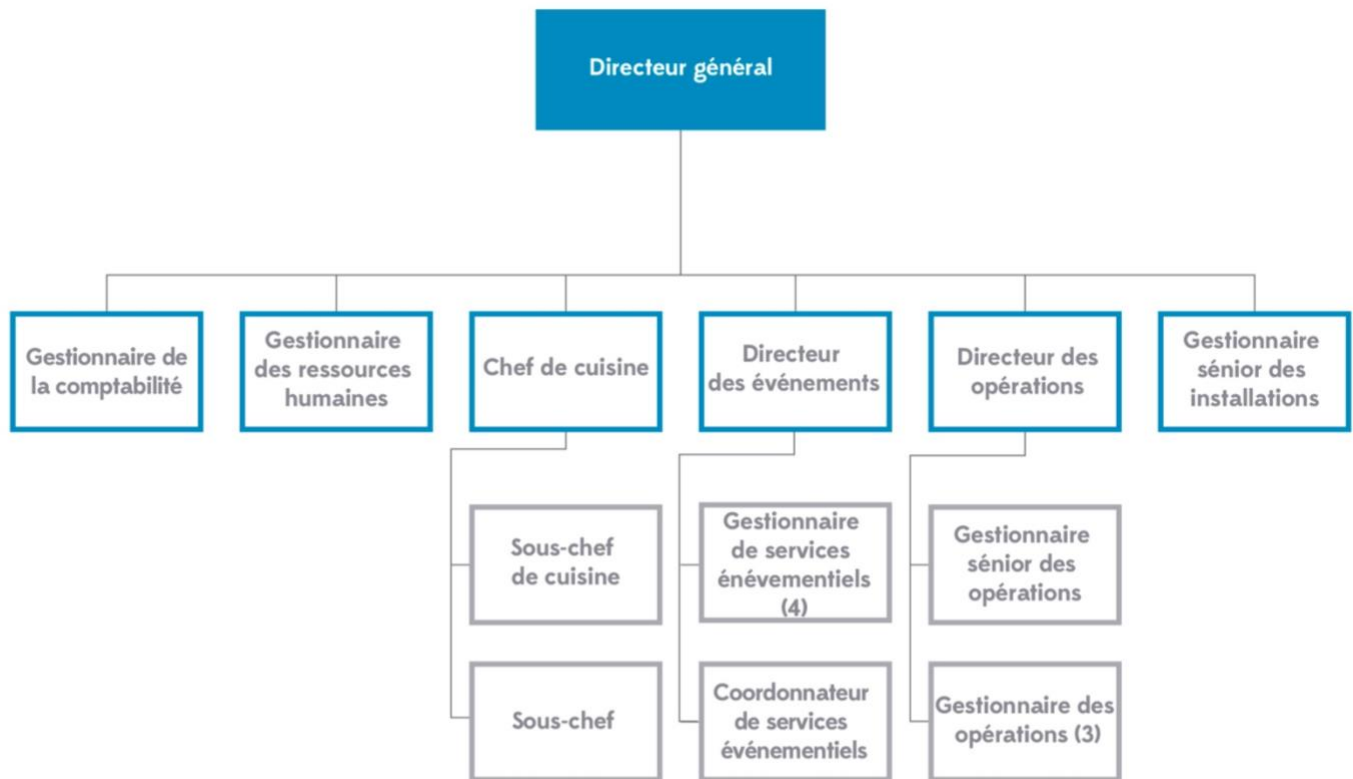 Directeur général
Gestionnaire de
la comptabilité
Gestionnaire
des ressources
humaines
Chef de cuisine
Directeur
des événements
Directeur des
opérations
Gestionnaire
sénior des
installations
Sous-chef
de cuisine
Gestionnaire
de services
énévementiels
(4)
Gestionnaire
sénior des
opérations
Sous-chef
Coordonnateur
de services
événementiels
Gestionnaire des
opérations (3)